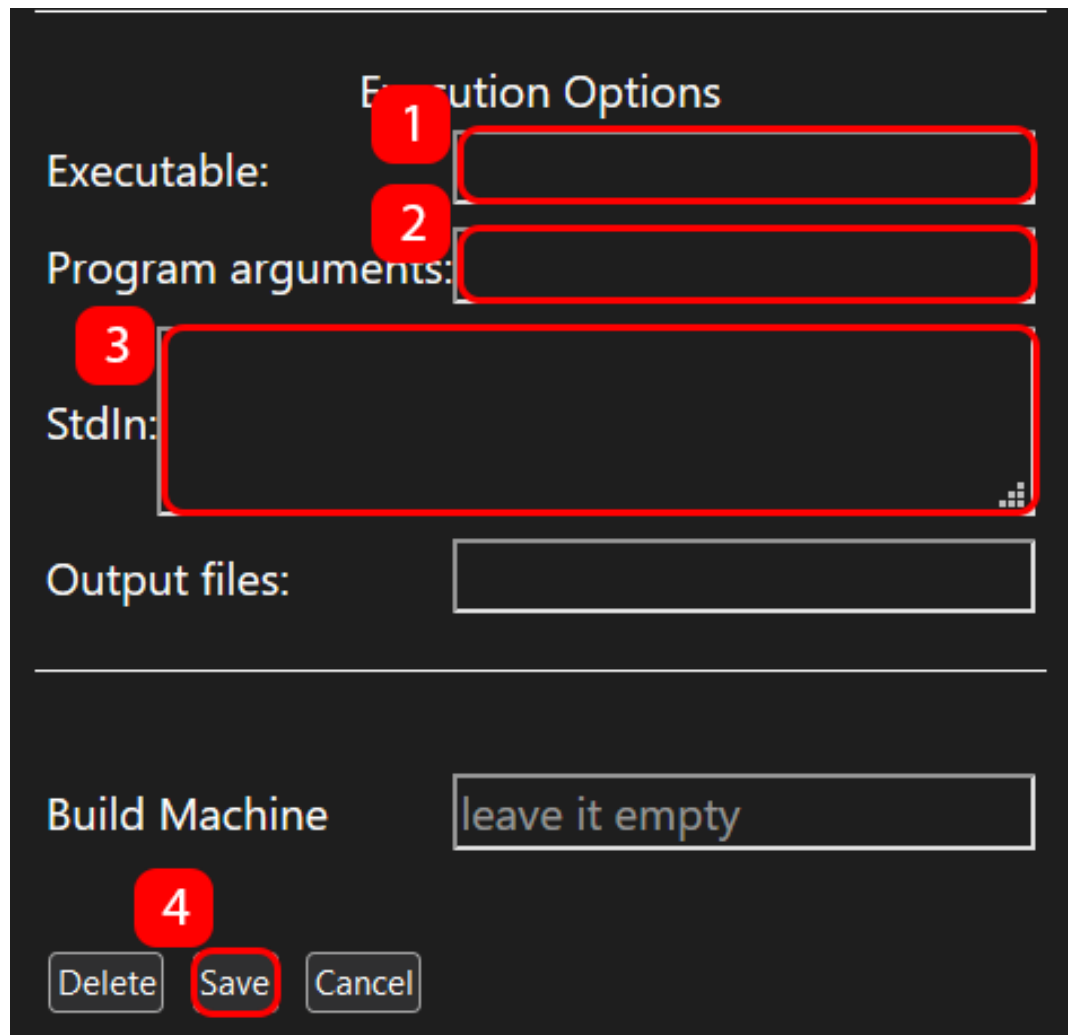 Execution Options
1
Executable:
2
Program arguments:
3
StdIn:
Output files:
Build Machine leave it empty
4
Delete Save Cancel